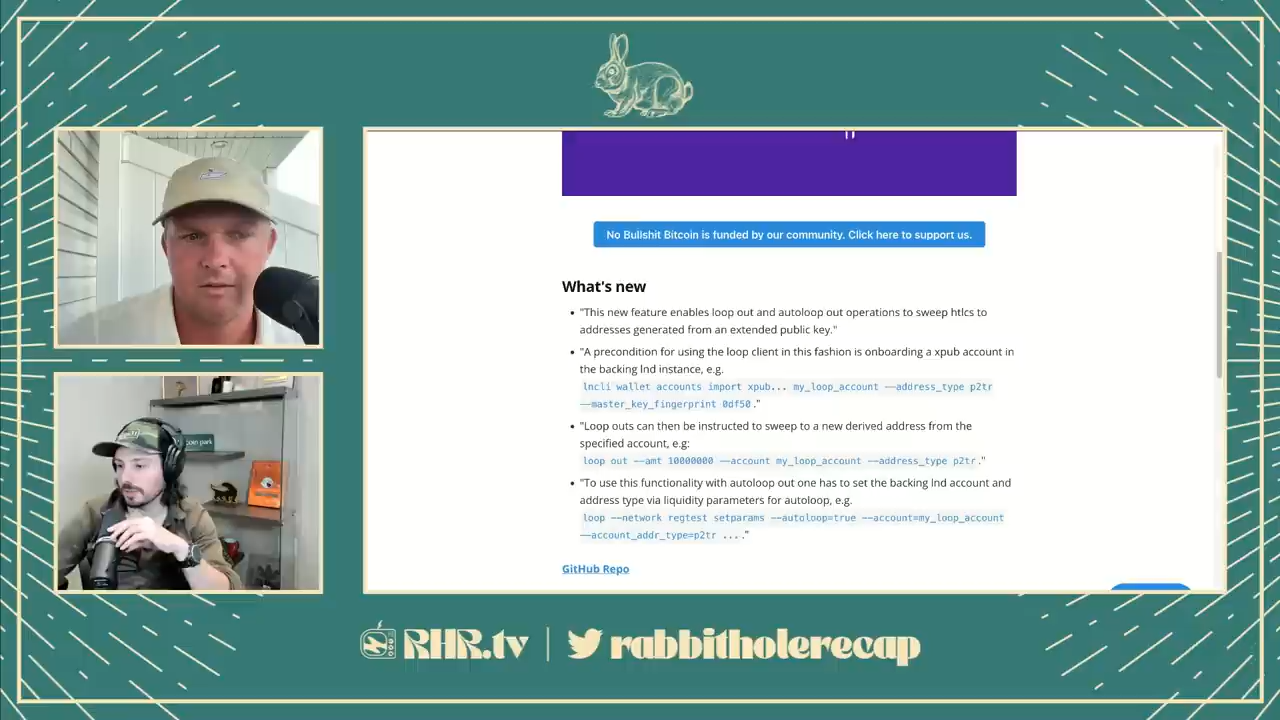 No Bullshit Bitcoin is funded by our community. Click here to support us.
What's new
• "This new feature enables loop out and autoloop out operations to sweep htlcs to
addresses generated from an extended public key."
• "A precondition for using the loop client in this fashion is onboarding a xpub account in
the backing lnd instance, e.g.
lncli wallet accounts import xpub... my_loop_account --address_type p2tr
--master_key_fingerprint 0df50."
• "Loop outs can then be instructed to sweep to a new derived address from the
specified account, e.g:
loop out --amt 10000000 --account my_loop_account --address_type p2tr."
• "To use this functionality with autoloop out one has to set the backing lnd account and
address type via liquidity parameters for autoloop, e.g.
loop --network regtest setparams --autoloop=true --account=my_loop_account
--account_addr_type=p2tr ...."
GitHub Repo
RHR.tv | rabbitholerecap